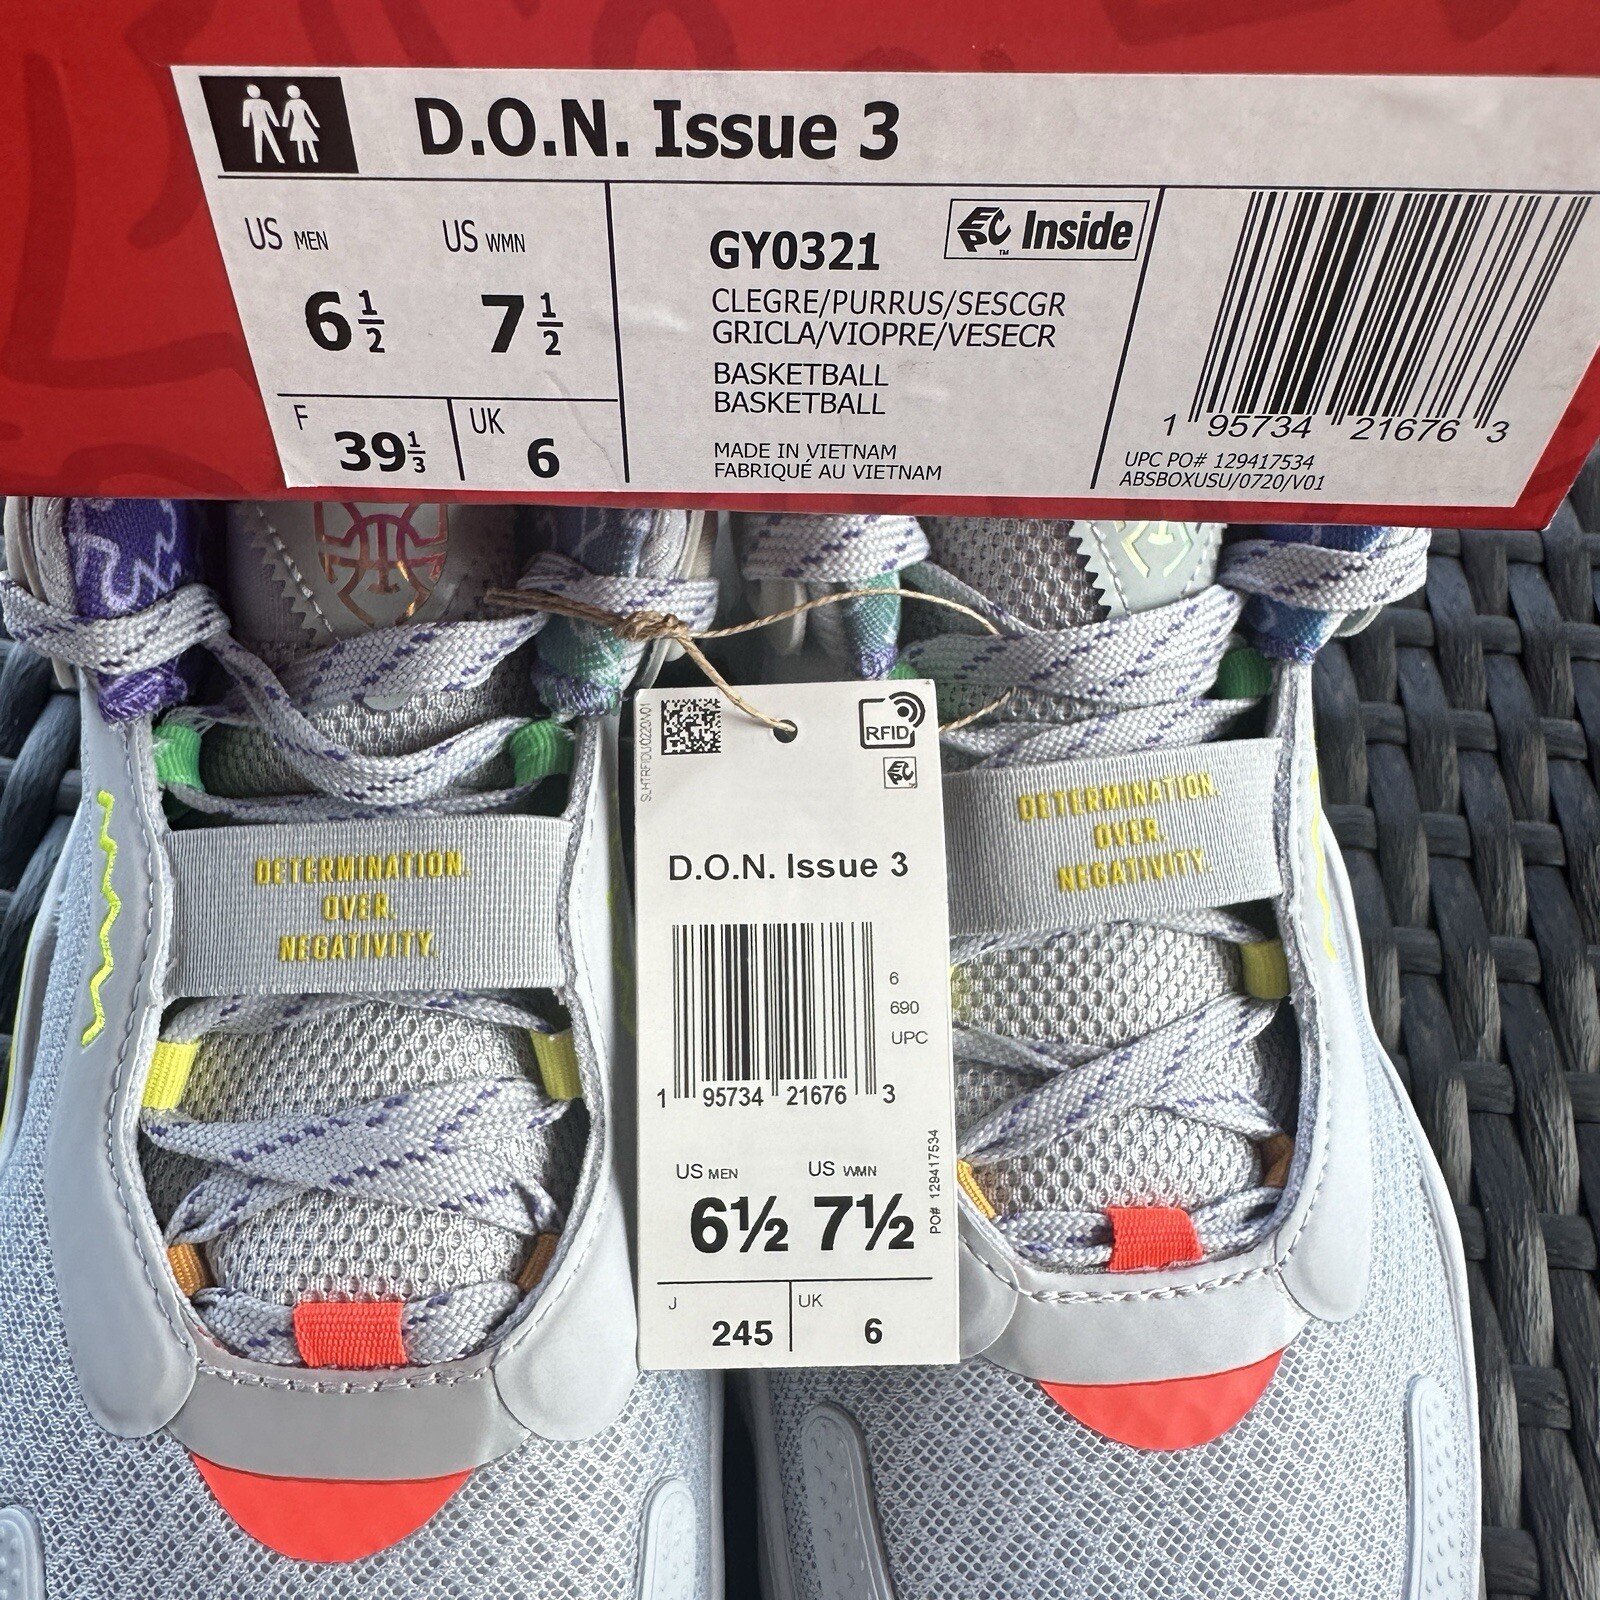 D.O.N. Issue 3
US MEN
US WMN
6 1/2
7 1/2
F
39 1/3
UK
6
GY0321
EPC Inside
™
CLEGRE/PURRUS/SESCGR
GRICLA/VIOPRE/VESECR
BASKETBALL
BASKETBALL
MADE IN VIETNAM
FABRIQUÉ AU VIETNAM
1 95734 21676 3
UPC PO# 129417534
ABSBOXUSU/0720/V01
DETERMINATION.
OVER.
NEGATIVITY.
RFID
EPC
D.O.N. Issue 3
6
690
UPC
1 95734 21676 3
US MEN
US WMN
6½
7½
PO# 129417534
J
245
UK
6
DETERMINATION.
OVER.
NEGATIVITY.